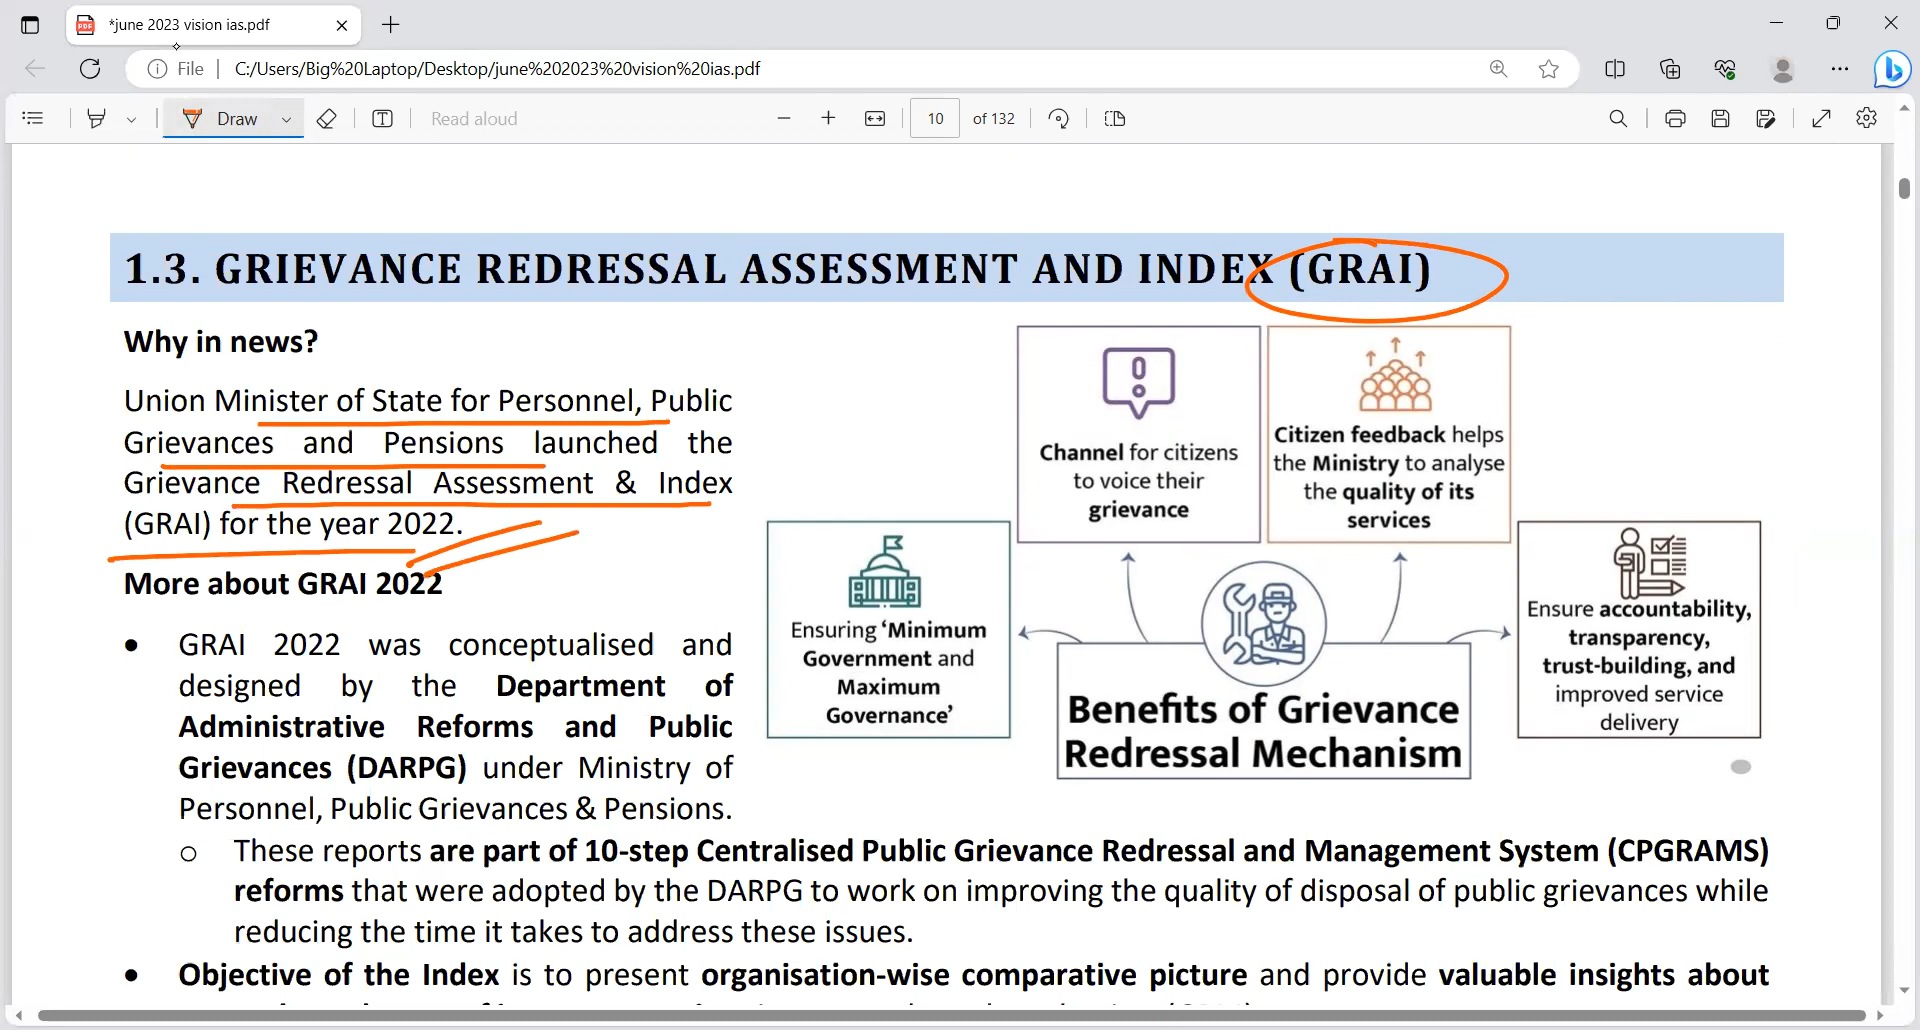 *june 2023 vision ias.pdf
File
C:/Users/Big%20Laptop/Desktop/june%202023%20vision%20ias.pdf
Draw
Read aloud
10
of 132
1.3. GRIEVANCE REDRESSAL ASSESSMENT AND INDEX (GRAI)
Why in news?
Union Minister of State for Personnel, Public
Grievances and Pensions launched the
Grievance Redressal Assessment & Index
(GRAI) for the year 2022.
More about GRAI 2022
• GRAI 2022 was conceptualised and
designed by the Department of
Administrative Reforms and Public
Grievances (DARPG) under Ministry of
Personnel, Public Grievances & Pensions.
Ensuring ‘Minimum
Government and
Maximum
Governance’
Channel for citizens
to voice their
grievance
Citizen feedback helps
the Ministry to analyse
the quality of its
services
Ensure accountability,
transparency,
trust-building, and
improved service
delivery
Benefits of Grievance
Redressal Mechanism
o These reports are part of 10-step Centralised Public Grievance Redressal and Management System (CPGRAMS)
reforms that were adopted by the DARPG to work on improving the quality of disposal of public grievances while
reducing the time it takes to address these issues.
• Objective of the Index is to present organisation-wise comparative picture and provide valuable insights about